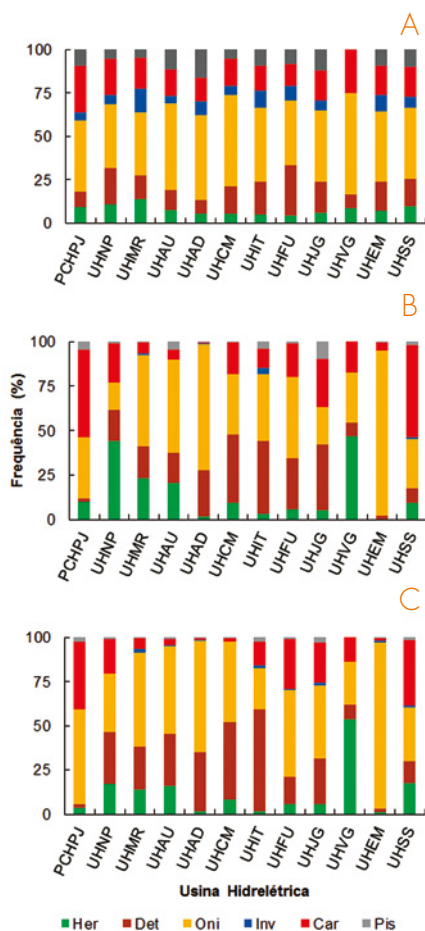 A
100
75
50
25
0
PCHPJ
UHNP
UHMR
UHAU
UHAD
UHCM
UHIT
UHFU
UHJG
UHVG
UHEM
UHSS
B
Frequência (%)
100
75
50
25
0
PCHPJ
UHNP
UHMR
UHAU
UHAD
UHCM
UHIT
UHFU
UHJG
UHVG
UHEM
UHSS
C
100
75
50
25
0
PCHPJ
UHNP
UHMR
UHAU
UHAD
UHCM
UHIT
UHFU
UHJG
UHVG
UHEM
UHSS
Usina Hidrelétrica
Her Det Oni Inv Car Pis